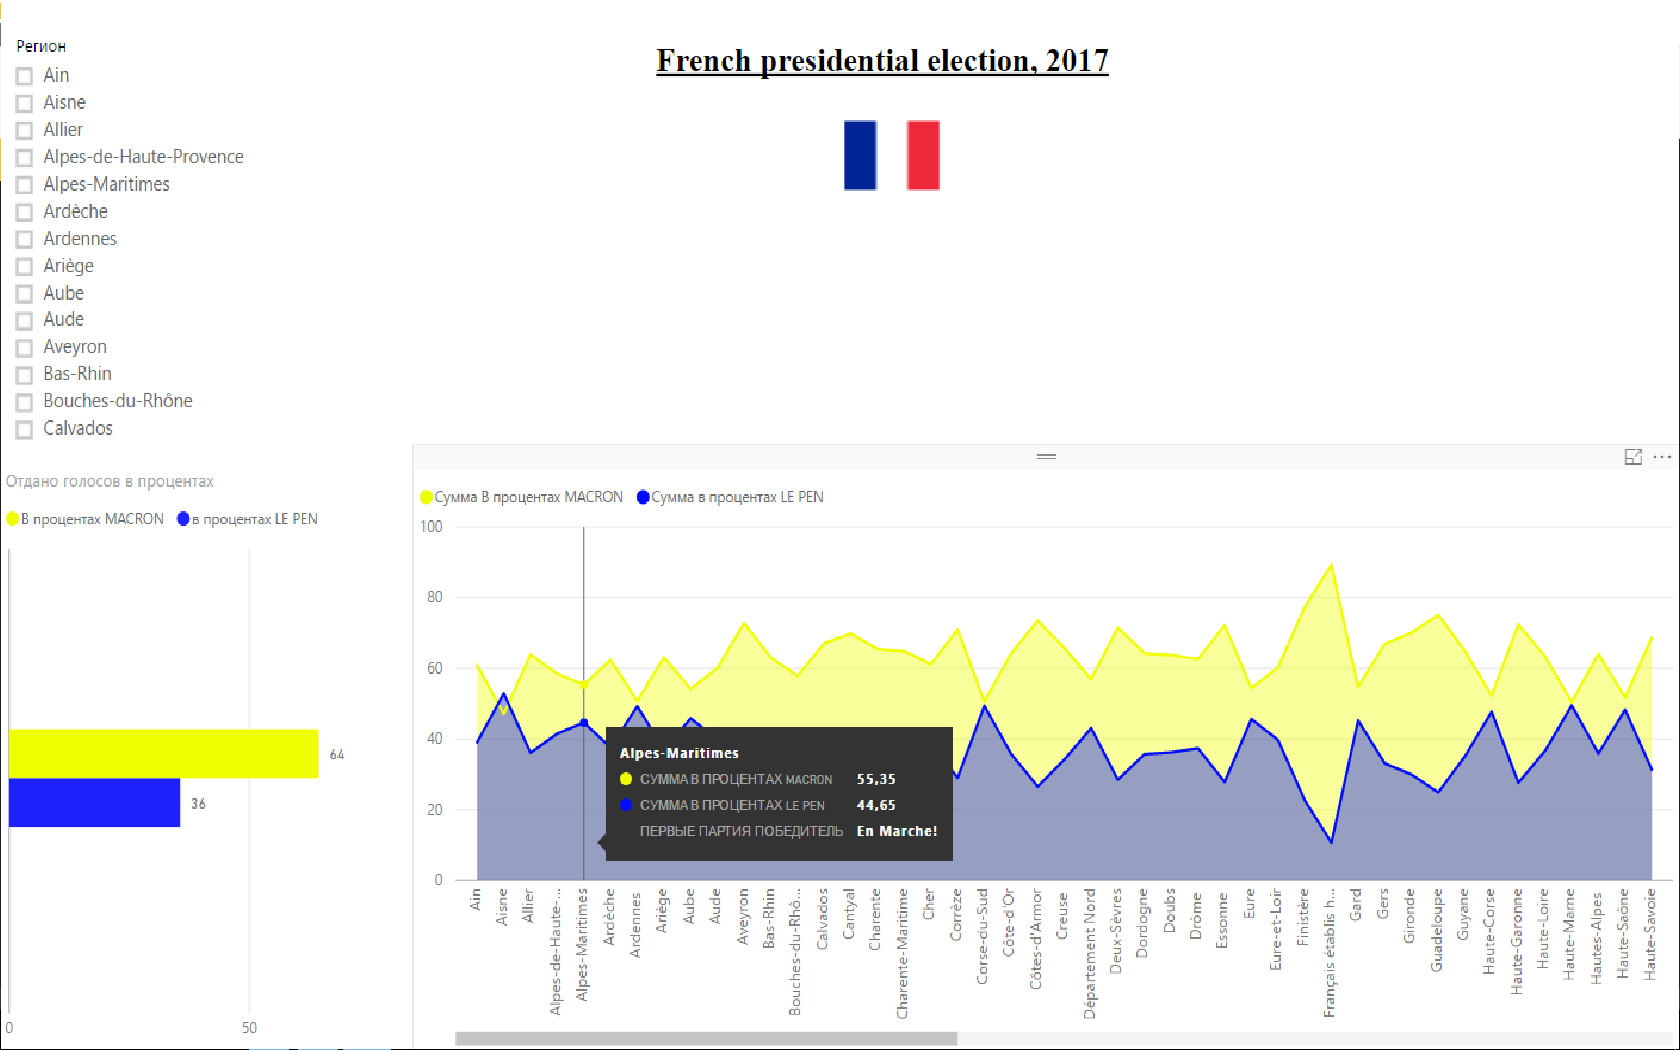 French presidential election, 2017
Регион
Ain
Aisne
Allier
Alpes-de-Haute-Provence
Alpes-Maritimes
Ardèche
Ardennes
Ariège
Aube
Aude
Aveyron
Bas-Rhin
Bouches-du-Rhône
Calvados
Отдано голосов в процентах
В процентах MACRON в процентах LE PEN
64
36
0 50
Сумма В процентах MACRON Сумма в процентах LE PEN
100
80
60
40
20
0
Alpes-Maritimes
СУММА В ПРОЦЕНТАХ MACRON 55,35
СУММА В ПРОЦЕНТАХ LE PEN 44,65
ПЕРВЫЕ ПАРТИЯ ПОБЕДИТЕЛЬ En Marche!
Ain
Aisne
Allier
Alpes-de-Haute-...
Alpes-Maritimes
Ardèche
Ardennes
Ariège
Aube
Aude
Aveyron
Bas-Rhin
Bouches-du-Rhô...
Calvados
Cantyal
Charente
Charente-Maritime
Cher
Corrèze
Corse-du-Sud
Côte-d'Or
Côtes-d'Armor
Creuse
Département Nord
Deux-Sèvres
Dordogne
Doubs
Drôme
Essonne
Eure
Eure-et-Loir
Finistère
Français établis h...
Gard
Gers
Gironde
Guadeloupe
Guyane
Haute-Corse
Haute-Garonne
Haute-Loire
Haute-Marne
Hautes-Alpes
Haute-Saône
Haute-Savoie